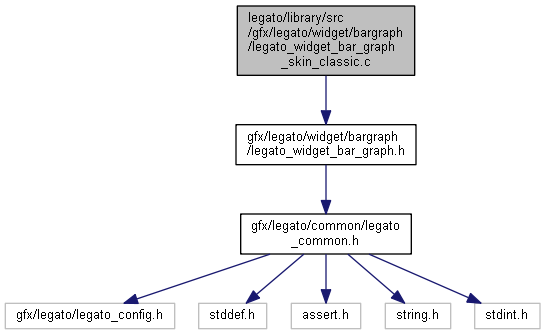 legato/library/src
/gfx/legato/widget/bargraph
/legato_widget_bar_graph
_skin_classic.c
gfx/legato/widget/bargraph
/legato_widget_bar_graph.h
gfx/legato/common/legato
_common.h
gfx/legato/legato_config.h
stddef.h
assert.h
string.h
stdint.h